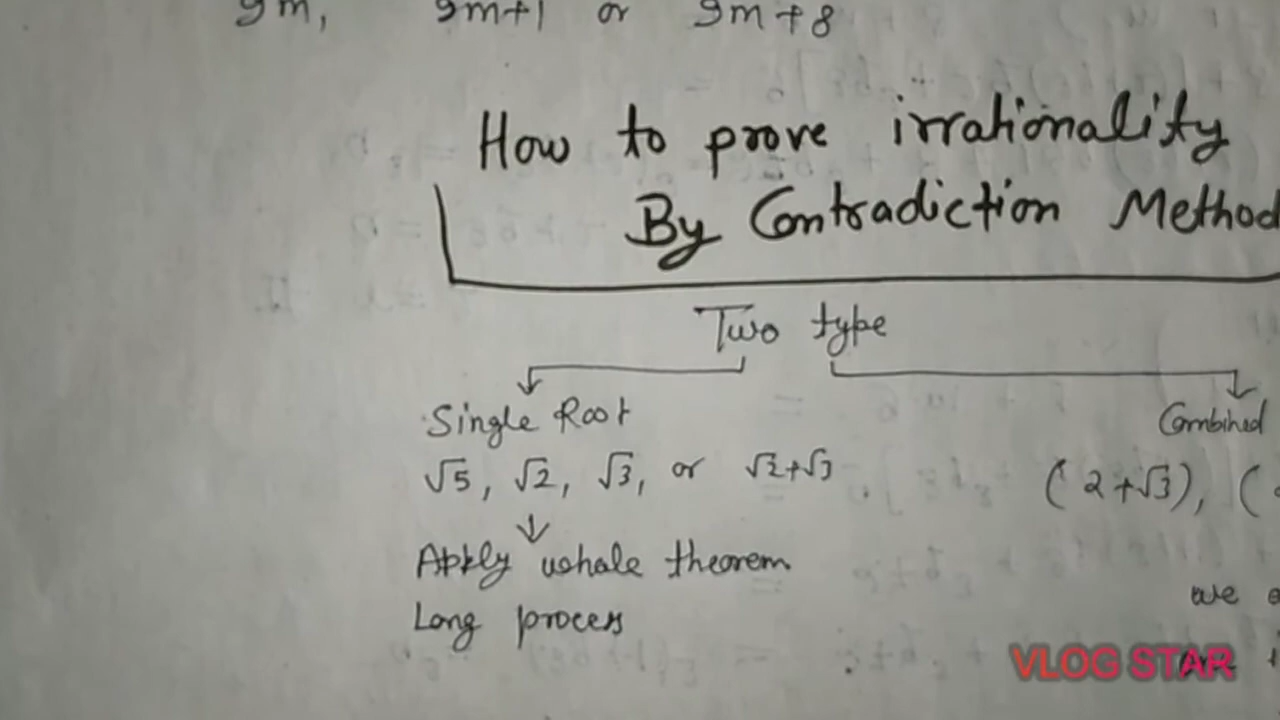 9m, 9m+1 or 9m+8
How to prove irrationality
By Contradiction Method
Two type
Single Root
Combined
√5, √2, √3, or √2+√3
(2+√3), (
Apply whole theorem
we
Long process
VLOG STAR